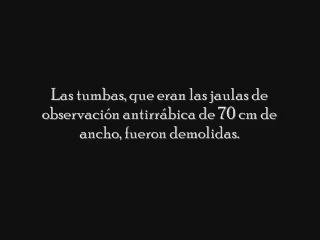 Las tumbas, que eran las jaulas de
observación antirrábica de 70 cm de
ancho, fueron demolidas.